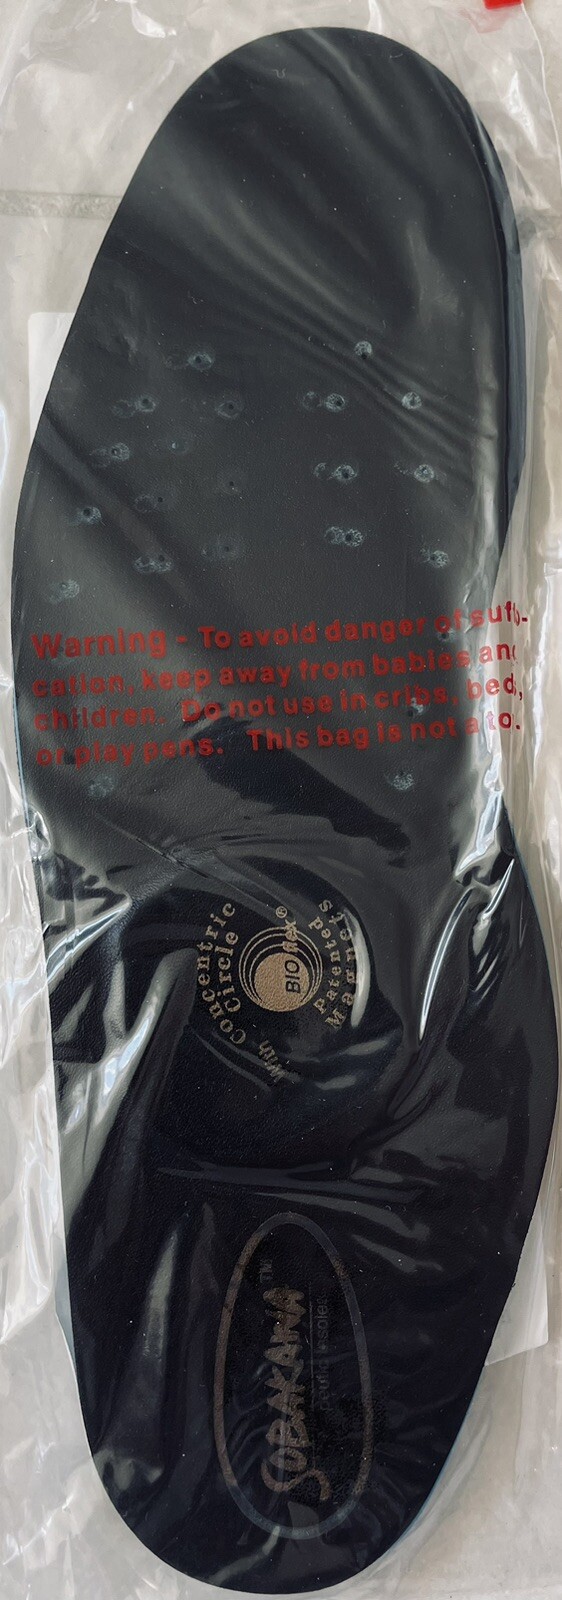 Warning - To avoid danger of suffo-
cation, keep away from babies and
children. Do not use in cribs, beds,
or play pens. This bag is not a to
With Concentric Circle
BIOflex®
Patented Magnets
SOBAKAWA™